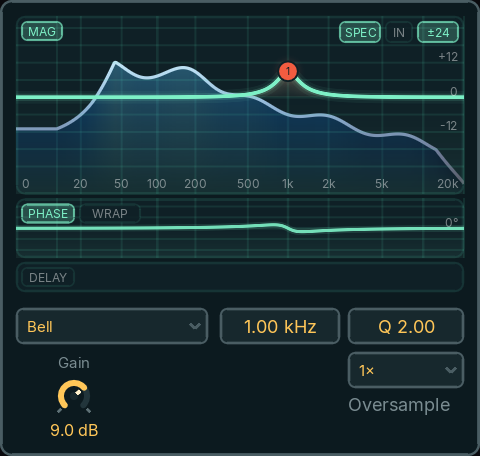 MAG SPEC IN ±24
+12
1
0
-12
0 20 50 100 200 500 1k 2k 5k 20k
PHASE WRAP 0°
DELAY
Bell 1.00 kHz Q 2.00
Gain 1×
Oversample
9.0 dB